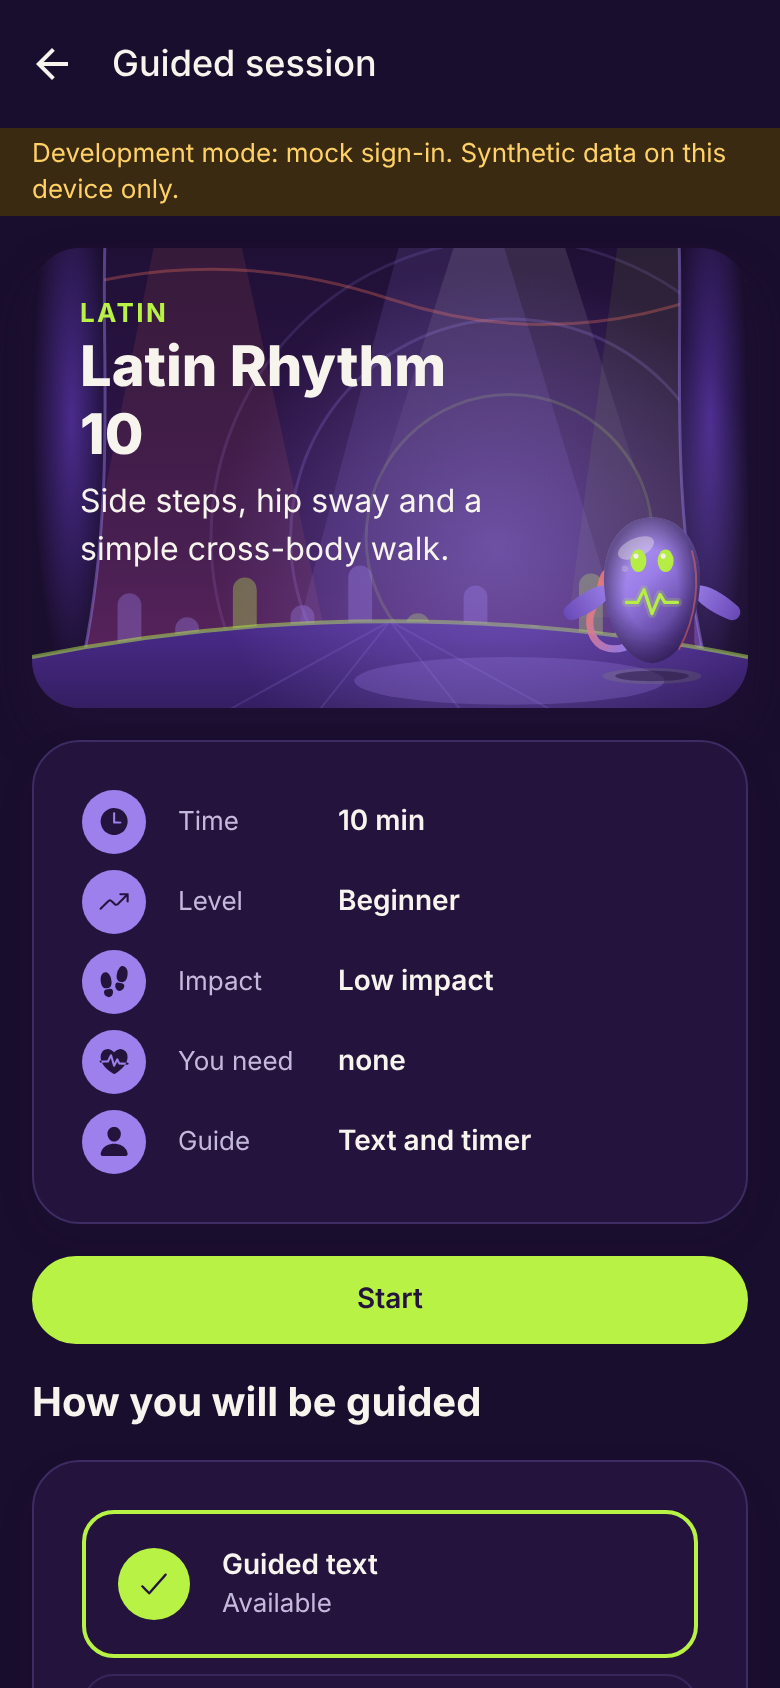 Guided session
Development mode: mock sign-in. Synthetic data on this
device only.
LATIN
Latin Rhythm
10
Side steps, hip sway and a
simple cross-body walk.
Time 10 min
Level Beginner
Impact Low impact
You need none
Guide Text and timer
Start
How you will be guided
Guided text
Available